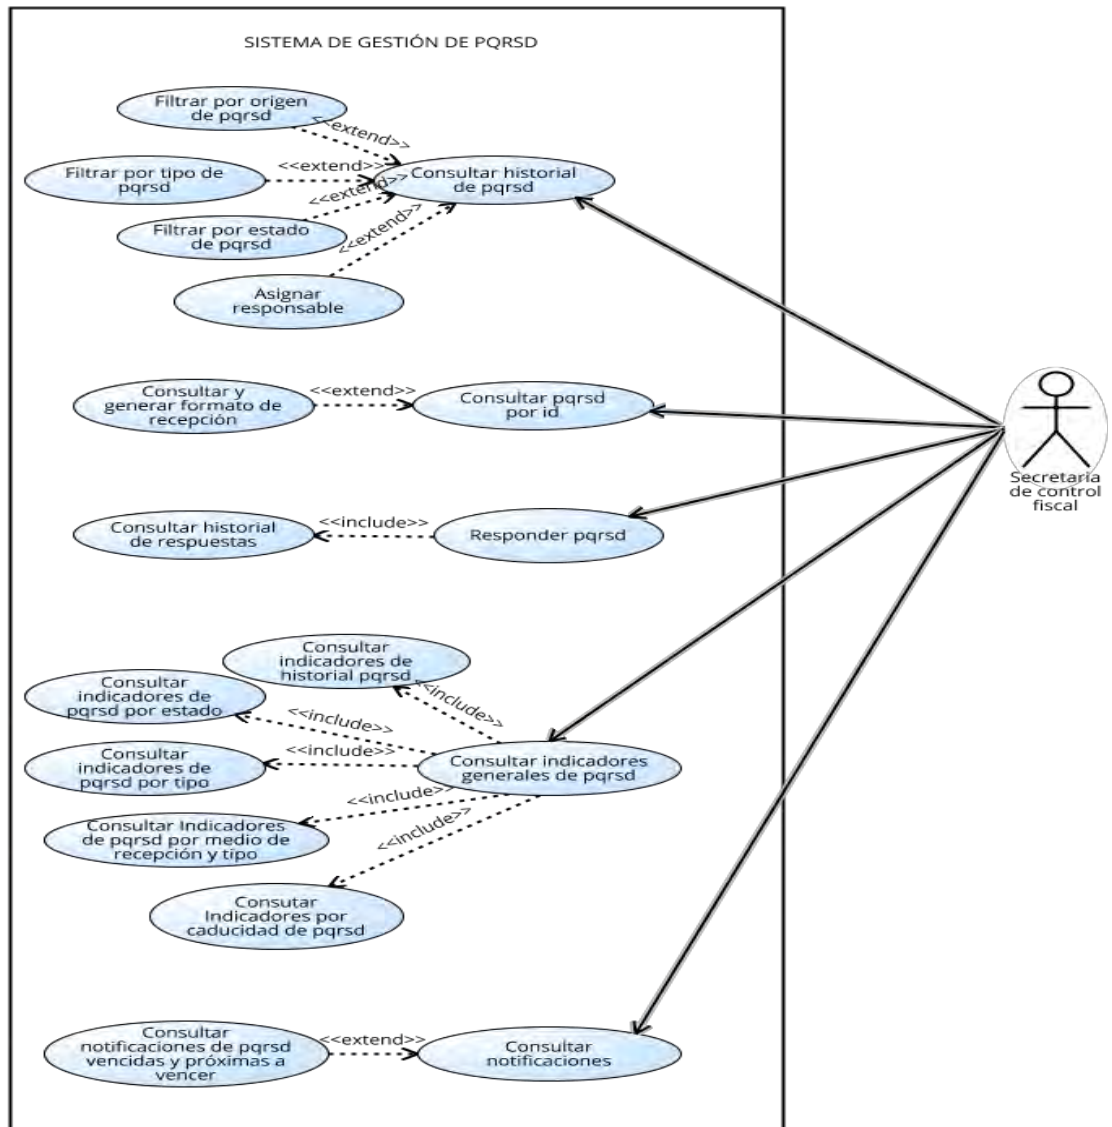 SISTEMA DE GESTIÓN DE PQRSD
Filtrar por origen
de pqrsd
<<extend>>
Filtrar por tipo de
pqrsd
<<extend>>
Consultar historial
de pqrsd
<<extend>>
Filtrar por estado
de pqrsd
<<extend>>
Asignar
responsable
Consultar y
generar formato de
recepción
<<extend>>
Consultar pqrsd
por id
Secretaria
de control
fiscal
Consultar historial
de respuestas
<<include>>
Responder pqrsd
Consultar
indicadores de
historial pqrsd
<<include>>
Consultar
indicadores de
pqrsd por estado
<<include>>
Consultar
indicadores de
pqrsd por tipo
<<include>>
Consultar indicadores
generales de pqrsd
<<include>>
Consultar Indicadores
de pqrsd por medio de
recepción y tipo
<<include>>
Consutar
Indicadores por
caducidad de pqrsd
Consultar
notificaciones de pqrsd
vencidas y próximas a
vencer
<<extend>>
Consultar
notificaciones